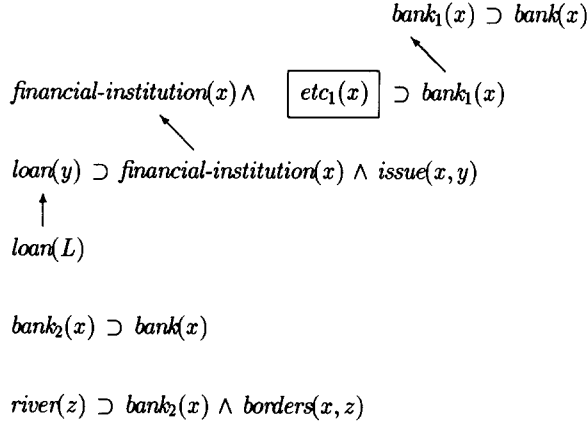 bank₁(x) ⊃ bank(x)
financial-institution(x) ∧ etc₁(x) ⊃ bank₁(x)
loan(y) ⊃ financial-institution(x) ∧ issue(x, y)
loan(L)
bank₂(x) ⊃ bank(x)
river(z) ⊃ bank₂(x) ∧ borders(x, z)